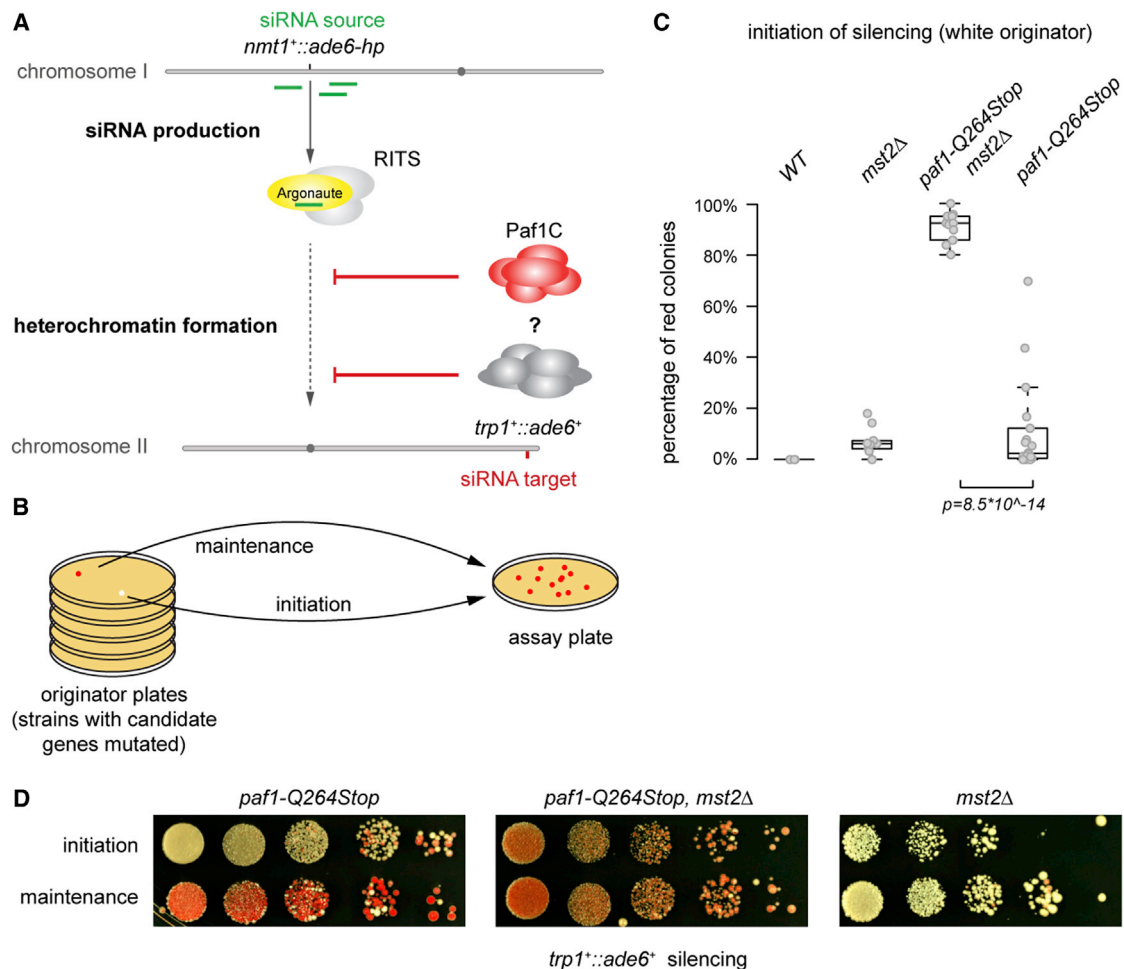 A
siRNA source
nmt1⁺::ade6-hp
chromosome I
siRNA production
RITS
Argonaute
Paf1C
?
heterochromatin formation
trp1⁺::ade6⁺
chromosome II
siRNA target
B
maintenance
initiation
assay plate
originator plates
(strains with candidate
genes mutated)
C
initiation of silencing (white originator)
WT
mst2Δ
paf1-Q264Stop
mst2Δ
paf1-Q264Stop
percentage of red colonies
100%
80%
60%
40%
20%
0%
p=8.5*10^-14
D
paf1-Q264Stop
paf1-Q264Stop, mst2Δ
mst2Δ
initiation
maintenance
trp1⁺::ade6⁺ silencing